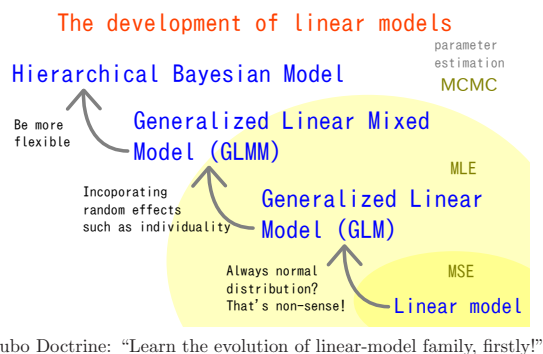 The development of linear models
parameter
estimation
MCMC
Hierarchical Bayesian Model
Be more
flexible
Generalized Linear Mixed
Model (GLMM)
MLE
Incoporating
random effects
such as individuality
Generalized Linear
Model (GLM)
Always normal
distribution?
That's non-sense!
MSE
Linear model
ubo Doctrine: “Learn the evolution of linear-model family, firstly!”